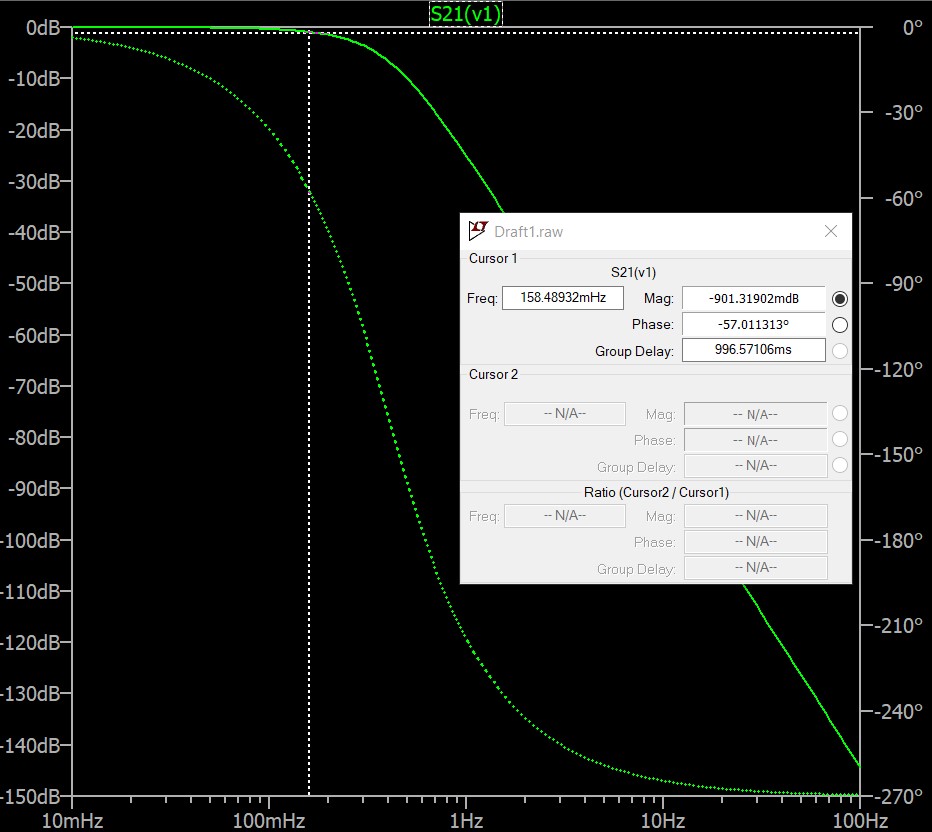 S21(v1)
0dB
-10dB
-20dB
-30dB
-40dB
-50dB
-60dB
-70dB
-80dB
-90dB
-100dB
-110dB
-120dB
-130dB
-140dB
-150dB
0°
-30°
-60°
-90°
-120°
-150°
-180°
-210°
-240°
-270°
Draft1.raw
Cursor 1
S21(v1)
Freq: 158.48932mHz Mag: -901.31902mdB
Phase: -57.011313°
Group Delay: 996.57106ms
Cursor 2
Freq: -- N/A-- Mag: -- N/A--
Phase: -- N/A--
Group Delay: -- N/A--
Ratio (Cursor2 / Cursor1)
Freq: -- N/A-- Mag: -- N/A--
Phase: -- N/A--
Group Delay: -- N/A--
10mHz 100mHz 1Hz 10Hz 100Hz